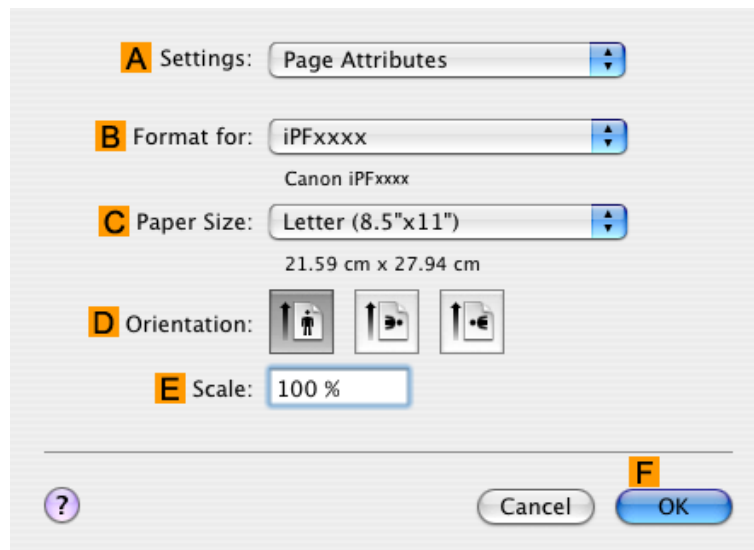 A Settings: Page Attributes
B Format for: iPFxxxx
Canon iPFxxxx
C Paper Size: Letter (8.5"x11")
21.59 cm x 27.94 cm
D Orientation:
E Scale: 100 %
F
? Cancel OK